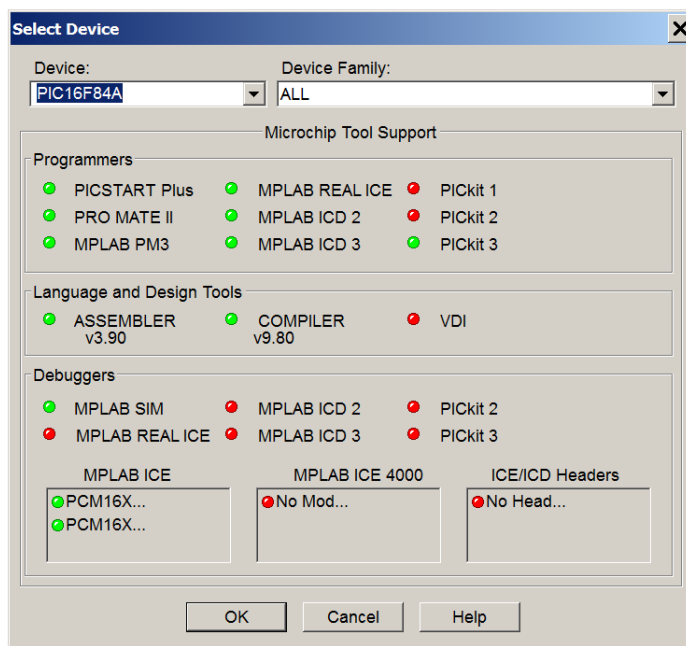 Select Device
Device: Device Family:
PIC16F84A ALL
Microchip Tool Support
Programmers
PICSTART Plus MPLAB REAL ICE PICkit 1
PRO MATE II MPLAB ICD 2 PICkit 2
MPLAB PM3 MPLAB ICD 3 PICkit 3
Language and Design Tools
ASSEMBLER COMPILER VDI
v3.90 v9.80
Debuggers
MPLAB SIM MPLAB ICD 2 PICkit 2
MPLAB REAL ICE MPLAB ICD 3 PICkit 3
MPLAB ICE MPLAB ICE 4000 ICE/ICD Headers
PCM16X... No Mod... No Head...
PCM16X...
OK Cancel Help